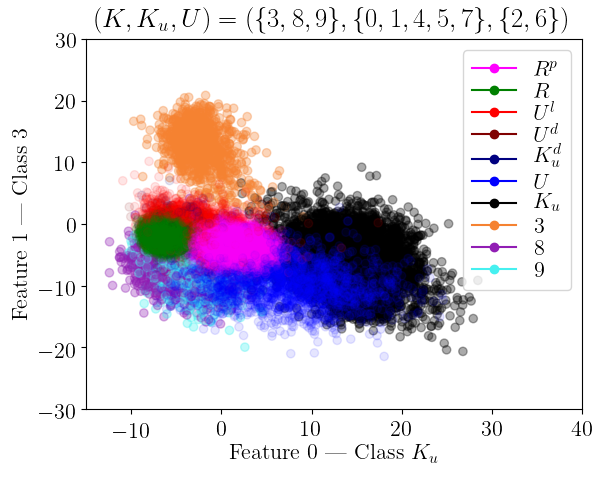 (K, K_u, U) = ({3, 8, 9}, {0, 1, 4, 5, 7}, {2, 6})
30
20
10
0
−10
−20
−30
Feature 1 — Class 3
R^p
R
U^l
U^d
K_u^d
U
K_u
3
8
9
−10
0
10
20
30
40
Feature 0 — Class K_u